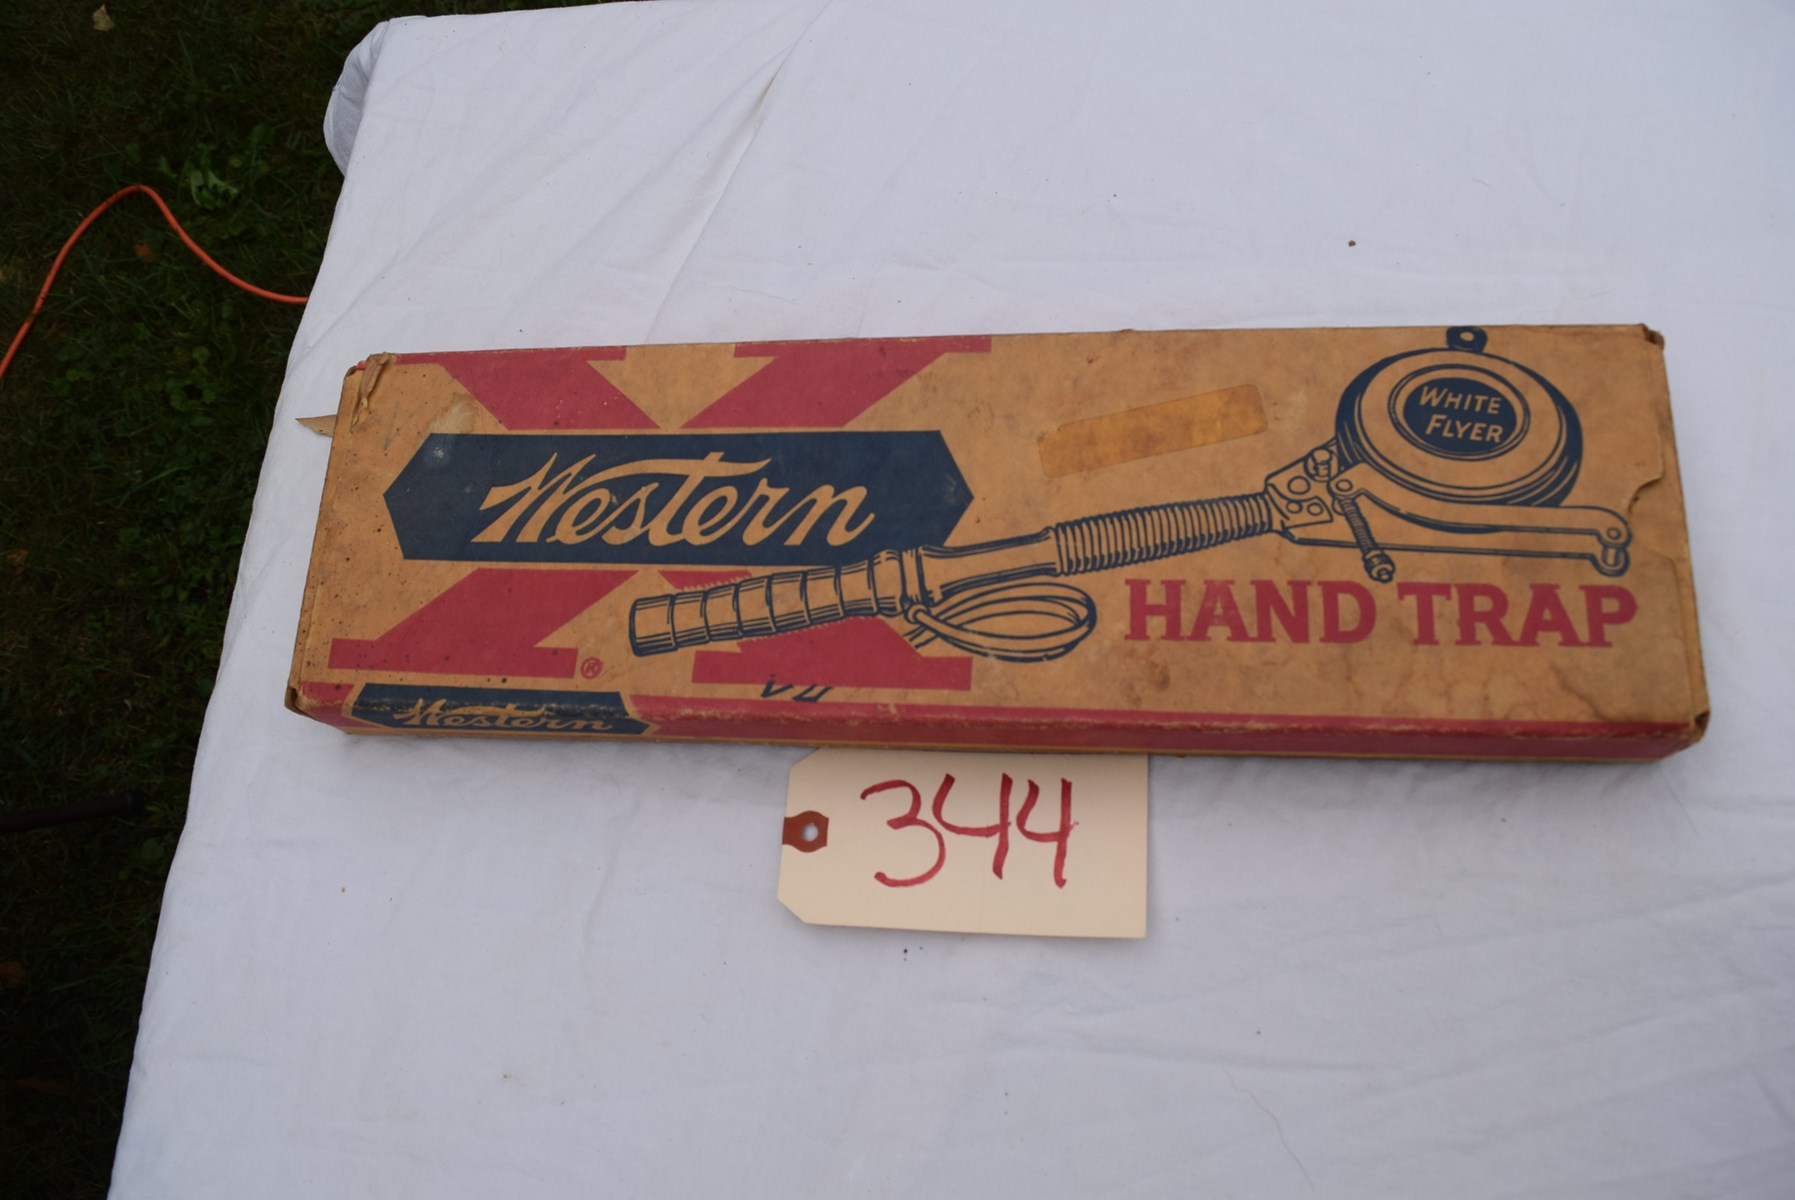 Western
X
WHITE
FLYER
HAND TRAP
®
Western
344